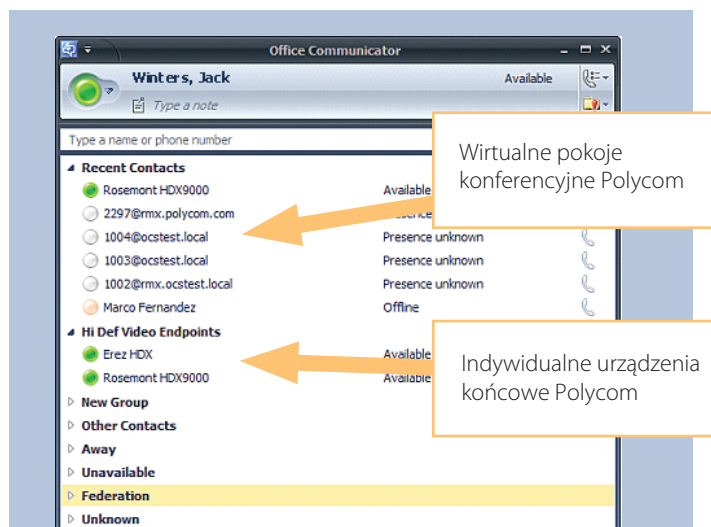 Office Communicator
Winters, Jack
Available
Type a note
Type a name or phone number
Wirtualne pokoje
konferencyjne Polycom
Recent Contacts
Rosemont HDX9000 Available
2297@rmx.polycom.com Presence
1004@ocstest.local Presence unknown
1003@ocstest.local Presence unknown
1002@rmx.ocstest.local Presence unknown
Marco Fernandez Offline
Hi Def Video Endpoints
Erez HDX Available
Rosemont HDX9000 Available
Indywidualne urządzenia
końcowe Polycom
New Group
Other Contacts
Away
Unavailable
Federation
Unknown